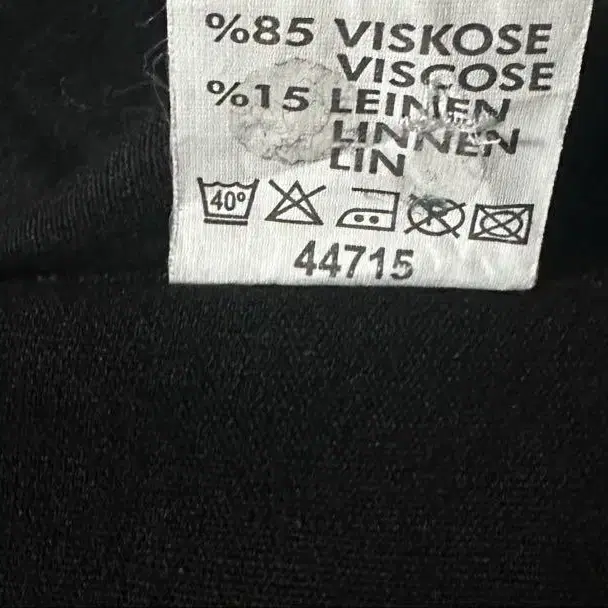 %85 VISKOSE
VISCOSE
%15 LEINEN
LINNEN
LIN
40°
44715